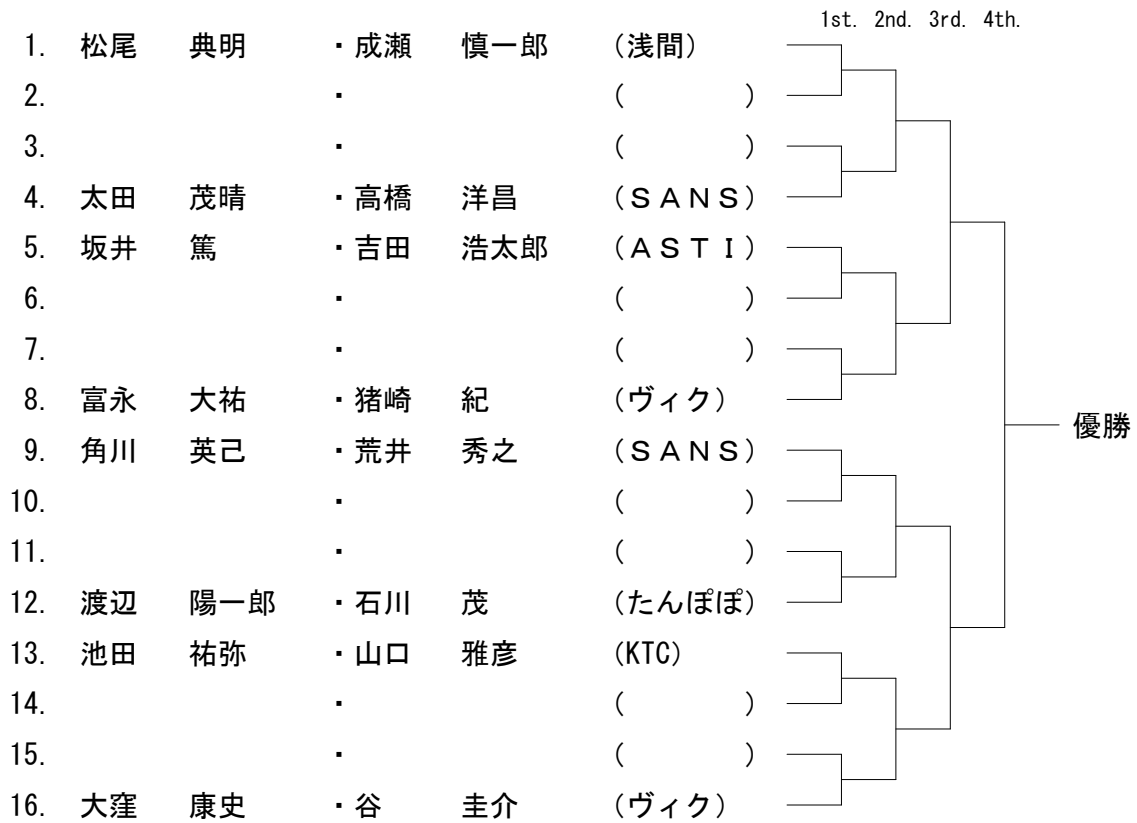 1st. 2nd. 3rd. 4th.
1. 松尾 典明 ・成瀬 慎一郎 (浅間)
2. ・ ( )
3. ・ ( )
4. 太田 茂晴 ・高橋 洋昌 (ＳＡＮＳ)
5. 坂井 篤 ・吉田 浩太郎 (ＡＳＴＩ)
6. ・ ( )
7. ・ ( )
8. 富永 大祐 ・猪崎 紀 (ヴィク)
優勝
9. 角川 英己 ・荒井 秀之 (ＳＡＮＳ)
10. ・ ( )
11. ・ ( )
12. 渡辺 陽一郎 ・石川 茂 (たんぽぽ)
13. 池田 祐弥 ・山口 雅彦 (KTC)
14. ・ ( )
15. ・ ( )
16. 大窪 康史 ・谷 圭介 (ヴィク)